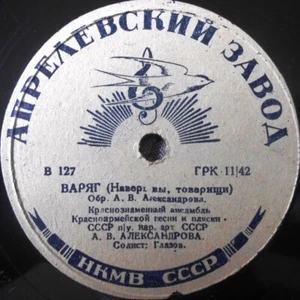 АПРЕЛЕВСКИЙ ЗАВОД
В 127
ГРК · 11|42
ВАРЯГ (Наверх вы, товарищи)
Обр. А. В. Александрова.
Краснознаменный ансамбль
Красноармейской песни и пляски
СССР п/у. нар. арт СССР
А. В. АЛЕКСАНДРОВА.
Солист: Глазов.
НКМВ СССР